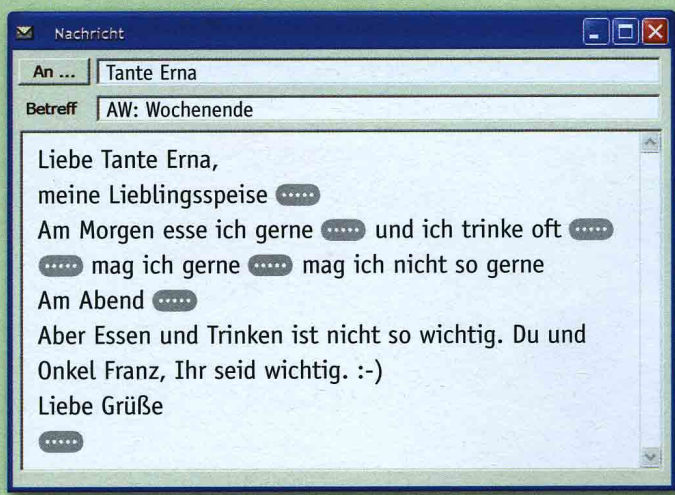 Nachricht
An ... Tante Erna
Betreff AW: Wochenende
Liebe Tante Erna,
meine Lieblingsspeise .....
Am Morgen esse ich gerne ..... und ich trinke oft .....
..... mag ich gerne ..... mag ich nicht so gerne
Am Abend .....
Aber Essen und Trinken ist nicht so wichtig. Du und
Onkel Franz, Ihr seid wichtig. :-)
Liebe Grüße
.....